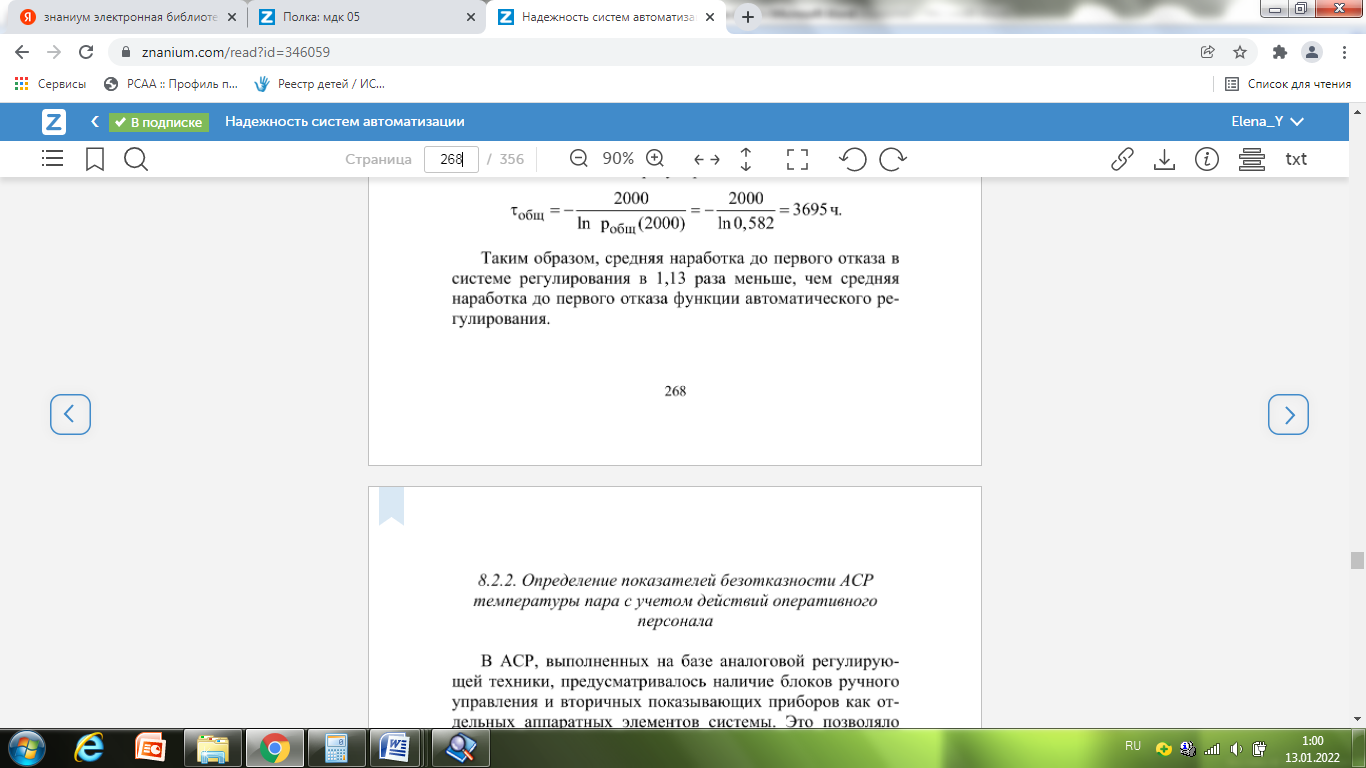 знаниум электронная библиоте
Полка: мдк 05
Надежность систем автоматиза
znanium.com/read?id=346059
Сервисы
РСАА :: Профиль п...
Реестр детей / ИС...
Список для чтения
В подписке
Надежность систем автоматизации
Elena_Y
Страница
268
/ 356
90%
txt
τобщ = − 2000 / ln pобщ(2000) = − 2000 / ln 0,582 = 3695 ч.
Таким образом, средняя наработка до первого отказа в
системе регулирования в 1,13 раза меньше, чем средняя
наработка до первого отказа функции автоматического ре-
гулирования.
268
8.2.2. Определение показателей безотказности АСР
температуры пара с учетом действий оперативного
персонала
В АСР, выполненных на базе аналоговой регулирую-
щей техники, предусматривалось наличие блоков ручного
управления и вторичных показывающих приборов как от-
дельных аппаратных элементов системы. Это позволяло
RU
1:00
13.01.2022